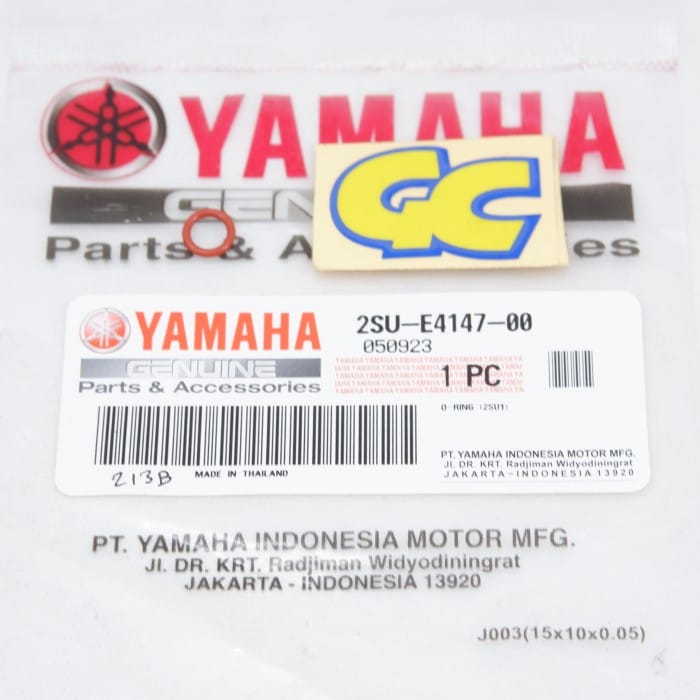 YAMAHA
GENUINE
Parts & Accessories
GC
YAMAHA
GENUINE
Parts & Accessories
2SU-E4147-00
050923
1 PC
O-RING (2SU1)
213B
MADE IN THAILAND
PT. YAMAHA INDONESIA MOTOR MFG.
Jl. DR. KRT. Radjiman Widyodiningrat
JAKARTA-INDONESIA 13920
PT. YAMAHA INDONESIA MOTOR MFG.
Jl. DR. KRT. Radjiman Widyodiningrat
JAKARTA - INDONESIA 13920
J003(15x10x0.05)